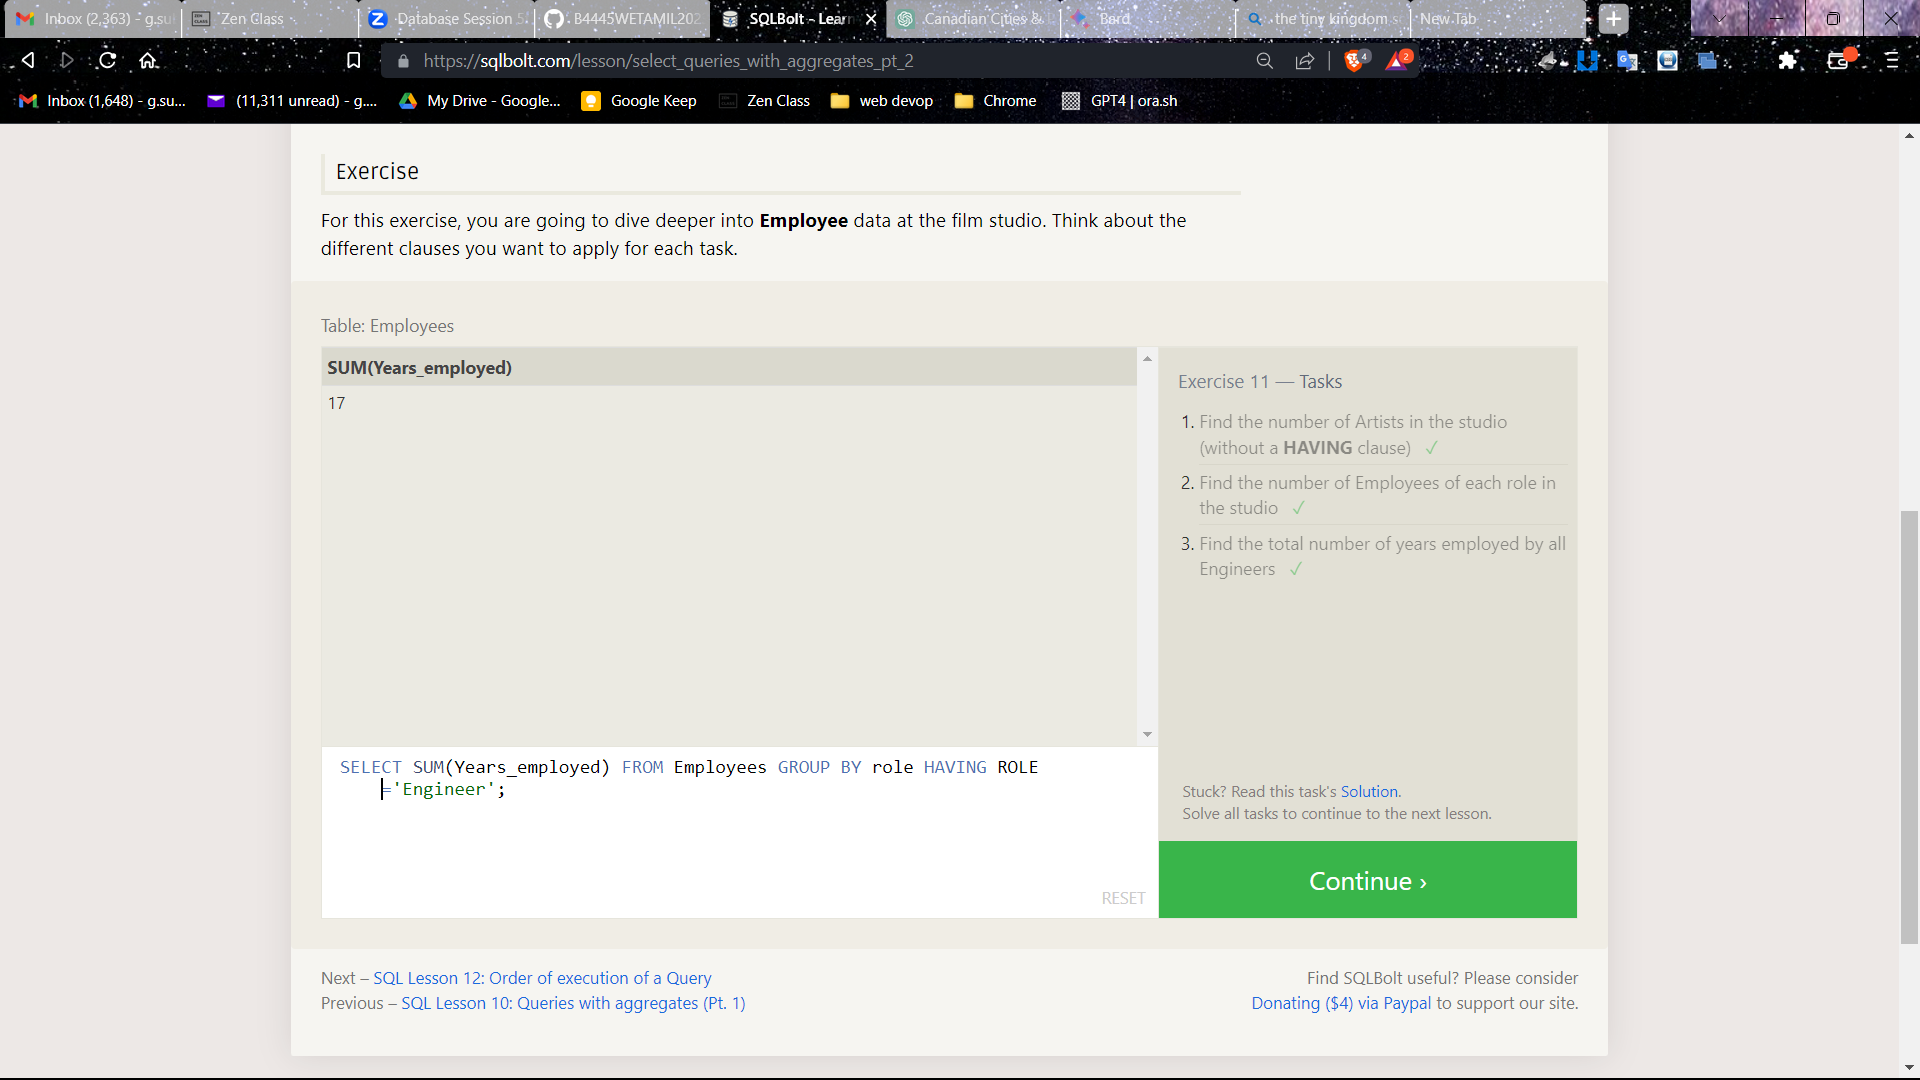 Inbox (2,363) - g.su
Zen Class
Database Session
B4445WETAMIL202
SQLBolt - Lear
Canadian Cities &
Bard
the tiny kingdom
New Tab
https://sqlbolt.com/lesson/select_queries_with_aggregates_pt_2
4
2
Inbox (1,648) - g.su...
(11,311 unread) - g....
My Drive - Google...
Google Keep
Zen Class
web devop
Chrome
GPT4 | ora.sh
Exercise
For this exercise, you are going to dive deeper into Employee data at the film studio. Think about the
different clauses you want to apply for each task.
Table: Employees
SUM(Years_employed)
17
SELECT SUM(Years_employed) FROM Employees GROUP BY role HAVING ROLE
='Engineer';
RESET
Exercise 11 — Tasks
1. Find the number of Artists in the studio
(without a HAVING clause) ✓
2. Find the number of Employees of each role in
the studio ✓
3. Find the total number of years employed by all
Engineers ✓
Stuck? Read this task's Solution.
Solve all tasks to continue to the next lesson.
Continue ›
Next – SQL Lesson 12: Order of execution of a Query
Previous – SQL Lesson 10: Queries with aggregates (Pt. 1)
Find SQLBolt useful? Please consider
Donating ($4) via Paypal to support our site.